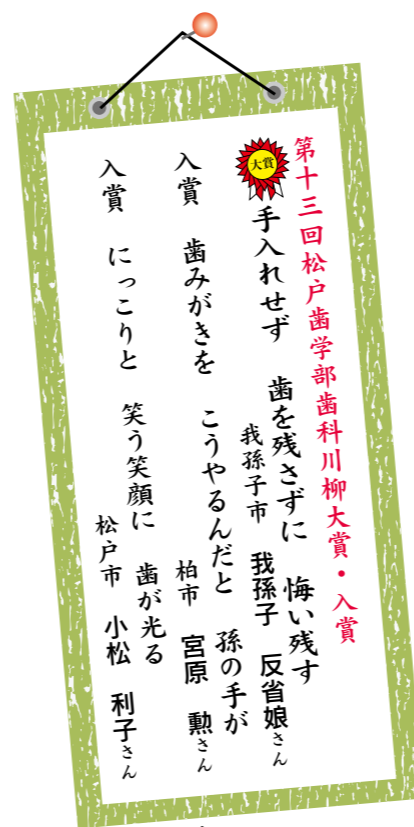 第十三回松戸歯学部歯科川柳大賞・入賞
大賞
手入れせず 歯を残さずに 悔い残す
我孫子市 我孫子 反省娘さん
入賞 歯みがきを こうやるんだと 孫の手が
柏市 宮原 勲さん
入賞 にっこりと 笑う笑顔に 歯が光る
松戸市 小松 利子さん